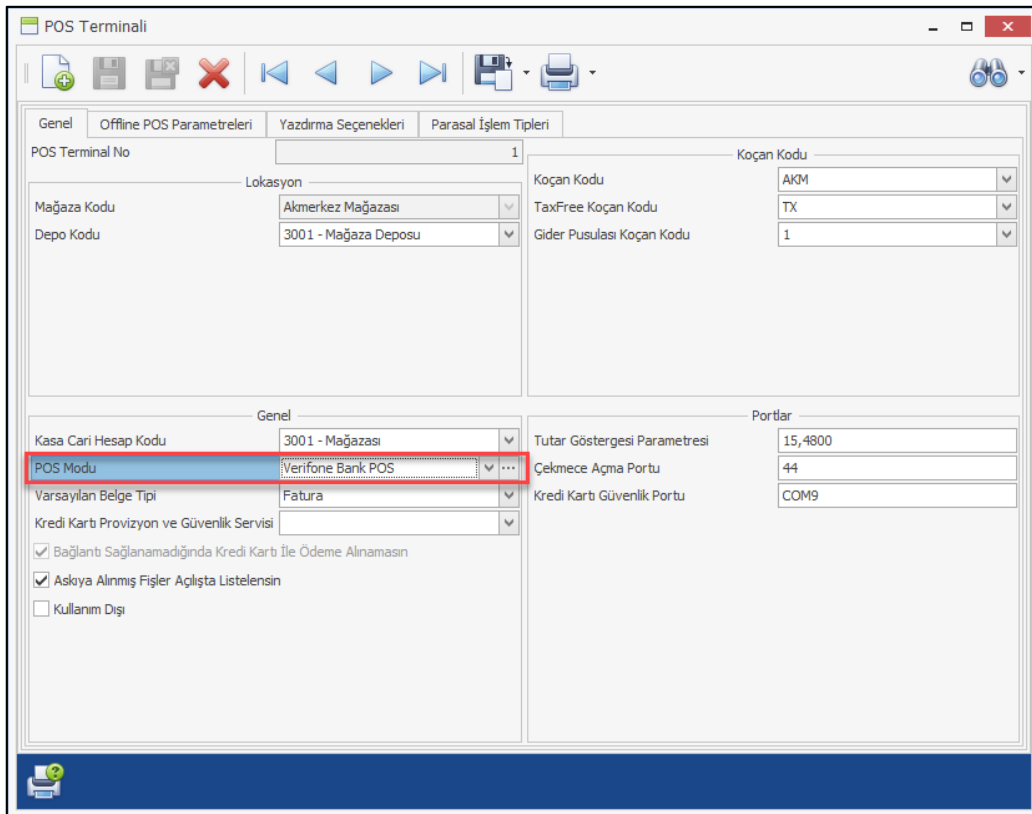 POS Terminali
Genel Offline POS Parametreleri Yazdırma Seçenekleri Parasal İşlem Tipleri
POS Terminal No 1
Lokasyon
Mağaza Kodu Akmerkez Mağazası
Depo Kodu 3001 - Mağaza Deposu
Koçan Kodu
Koçan Kodu AKM
TaxFree Koçan Kodu TX
Gider Pusulası Koçan Kodu 1
Genel
Kasa Cari Hesap Kodu 3001 - Mağazası
POS Modu Verifone Bank POS
Varsayılan Belge Tipi Fatura
Kredi Kartı Provizyon ve Güvenlik Servisi
Bağlantı Sağlanamadığında Kredi Kartı İle Ödeme Alınamasın
Askıya Alınmış Fişler Açılışta Listelensin
Kullanım Dışı
Portlar
Tutar Göstergesi Parametresi 15,4800
Çekmece Açma Portu 44
Kredi Kartı Güvenlik Portu COM9